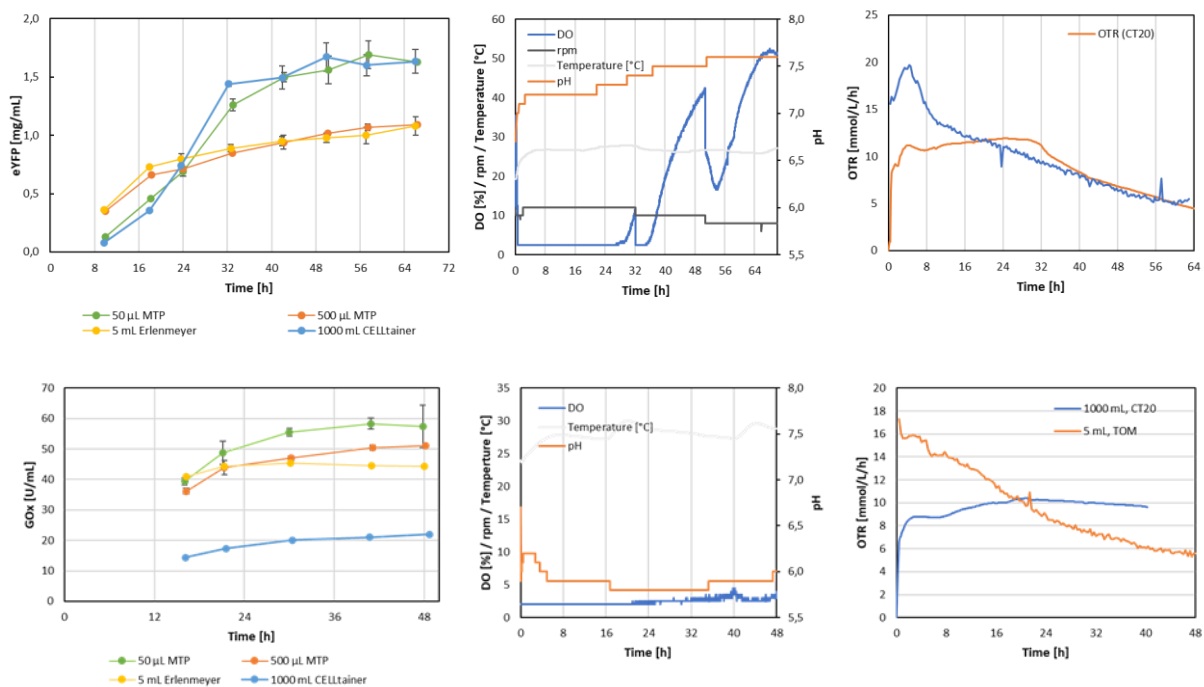 2,0
1,5
1,0
0,5
0,0
eYFP [mg/mL]
0 8 16 24 32 40 48 56 64 72
Time [h]
50 µL MTP
500 µL MTP
5 mL Erlenmeyer
1000 mL CELLtainer
60
50
40
30
20
10
0
DO [%] / rpm / Temperature [°C]
DO
rpm
Temperature [°C]
pH
8,0
7,5
7,0
6,5
6,0
5,5
pH
0 8 16 24 32 40 48 56 64
Time [h]
25
20
15
10
5
0
OTR [mmol/L/h]
OTR (CT20)
0 8 16 24 32 40 48 56 64
Time [h]
70
60
50
40
30
20
10
0
GOx [U/mL]
0 12 24 36 48
Time [h]
50 µL MTP
500 µL MTP
5 mL Erlenmeyer
1000 mL CELLtainer
35
30
25
20
15
10
5
0
DO [%] / rpm / Temperture [°C]
DO
Temperature [°C]
pH
8,0
7,5
7,0
6,5
6,0
5,5
pH
0 8 16 24 32 40 48
Time [h]
20
18
16
14
12
10
8
6
4
2
0
OTR [mmol/L/h]
1000 mL, CT20
5 mL, TOM
0 8 16 24 32 40 48
Time [h]